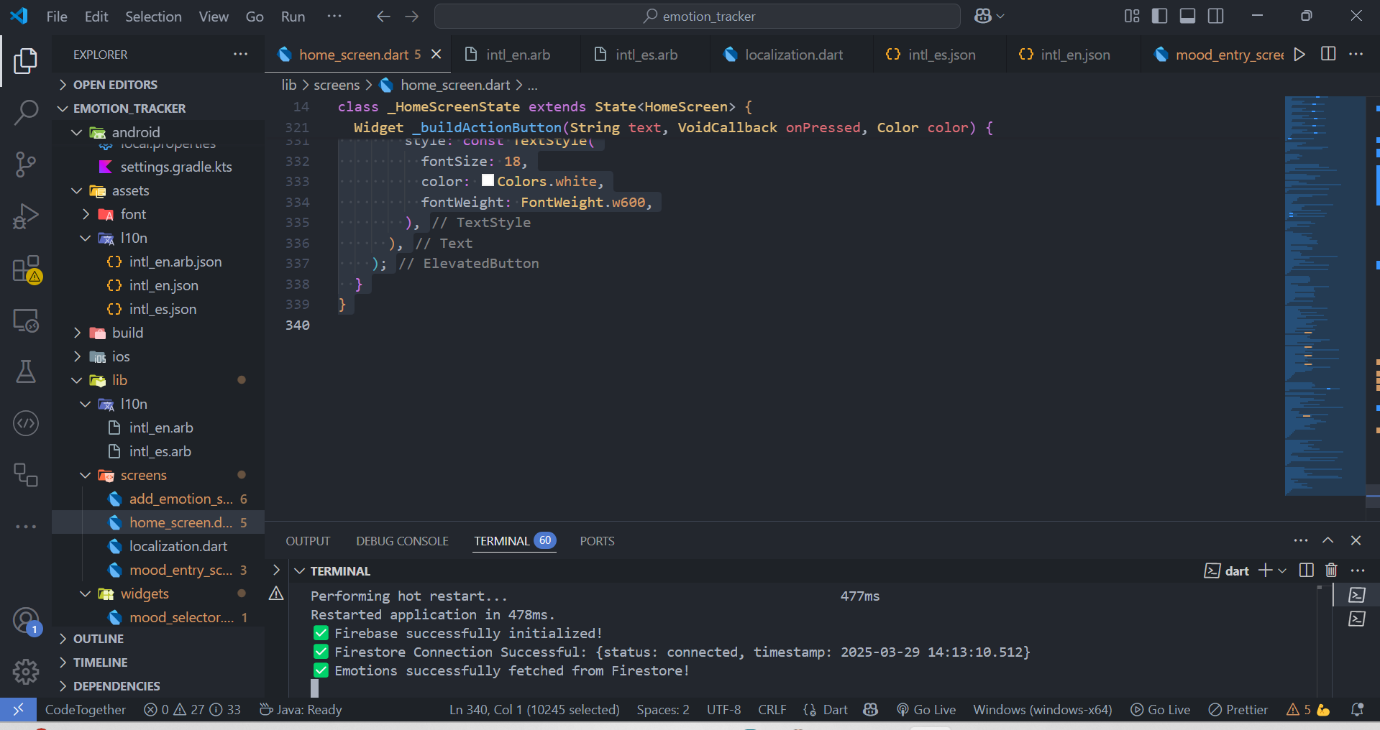 File Edit Selection View Go Run ··· emotion_tracker
EXPLORER ···
OPEN EDITORS
EMOTION_TRACKER
android
local.properties
settings.gradle.kts
assets
font
l10n
intl_en.arb.json
intl_en.json
intl_es.json
build
ios
lib
l10n
intl_en.arb
intl_es.arb
screens
add_emotion_s... 6
home_screen.d... 5
localization.dart
mood_entry_sc... 3
widgets
mood_selector... 1
OUTLINE
TIMELINE
DEPENDENCIES
1
home_screen.dart 5 intl_en.arb intl_es.arb localization.dart intl_es.json intl_en.json mood_entry_scree
lib > screens > home_screen.dart > ...
14 class _HomeScreenState extends State<HomeScreen> {
321 Widget _buildActionButton(String text, VoidCallback onPressed, Color color) {
331 style: const TextStyle(
332 fontSize: 18,
333 color: Colors.white,
334 fontWeight: FontWeight.w600,
335 ), // TextStyle
336 ), // Text
337 ); // ElevatedButton
338 }
339 }
340
OUTPUT DEBUG CONSOLE TERMINAL 60 PORTS
TERMINAL dart
Performing hot restart... 477ms
Restarted application in 478ms.
✅ Firebase successfully initialized!
✅ Firestore Connection Successful: {status: connected, timestamp: 2025-03-29 14:13:10.512}
✅ Emotions successfully fetched from Firestore!
CodeTogether 0 27 33 Java: Ready Ln 340, Col 1 (10245 selected) Spaces: 2 UTF-8 CRLF Dart Go Live Windows (windows-x64) Go Live Prettier 5 💪